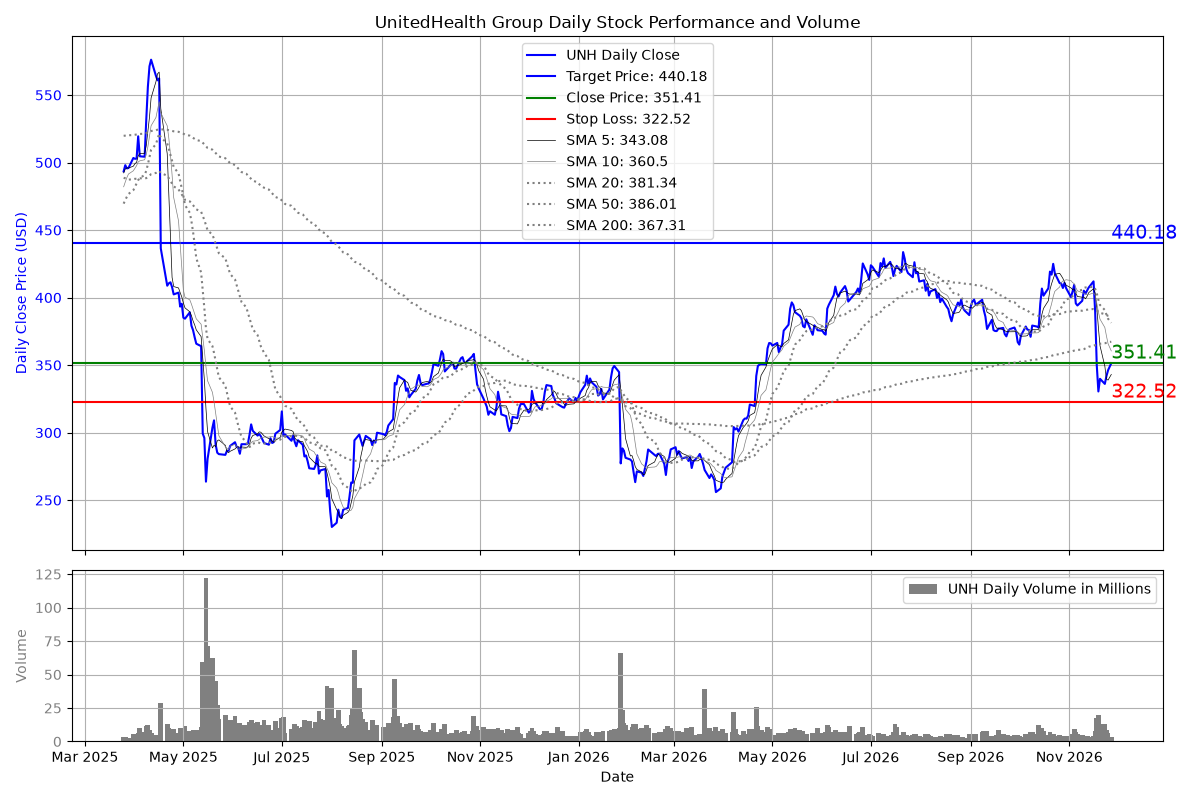 UnitedHealth Group Daily Stock Performance and Volume
UNH Daily Close
Target Price: 440.18
Close Price: 351.41
Stop Loss: 322.52
SMA 5: 343.08
SMA 10: 360.5
SMA 20: 381.34
SMA 50: 386.01
SMA 200: 367.31
Daily Close Price (USD)
550
500
450
400
350
300
250
440.18
351.41
322.52
UNH Daily Volume in Millions
Volume
125
100
75
50
25
0
Mar 2025 May 2025 Jul 2025 Sep 2025 Nov 2025 Jan 2026 Mar 2026 May 2026 Jul 2026 Sep 2026 Nov 2026
Date